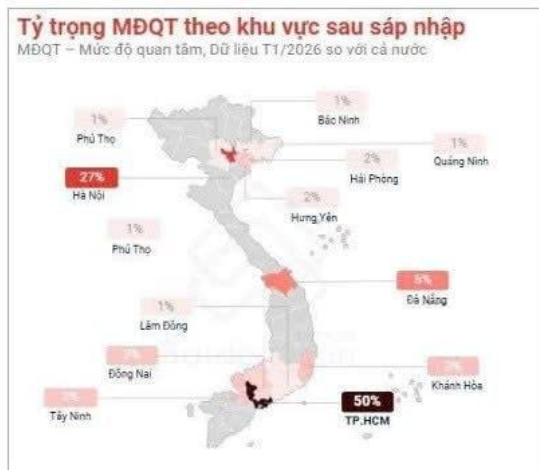 Tỷ trọng MĐQT theo khu vực sau sáp nhập
MĐQT – Mức độ quan tâm, Dữ liệu T1/2026 so với cả nước
1%
Bắc Ninh
1%
Phú Thọ
1%
Quảng Ninh
2%
Hải Phòng
27%
Hà Nội
2%
Hưng Yên
1%
Phú Thọ
5%
Đà Nẵng
1%
Lâm Đồng
Đồng Nai
Khánh Hòa
Tây Ninh
50%
TP.HCM